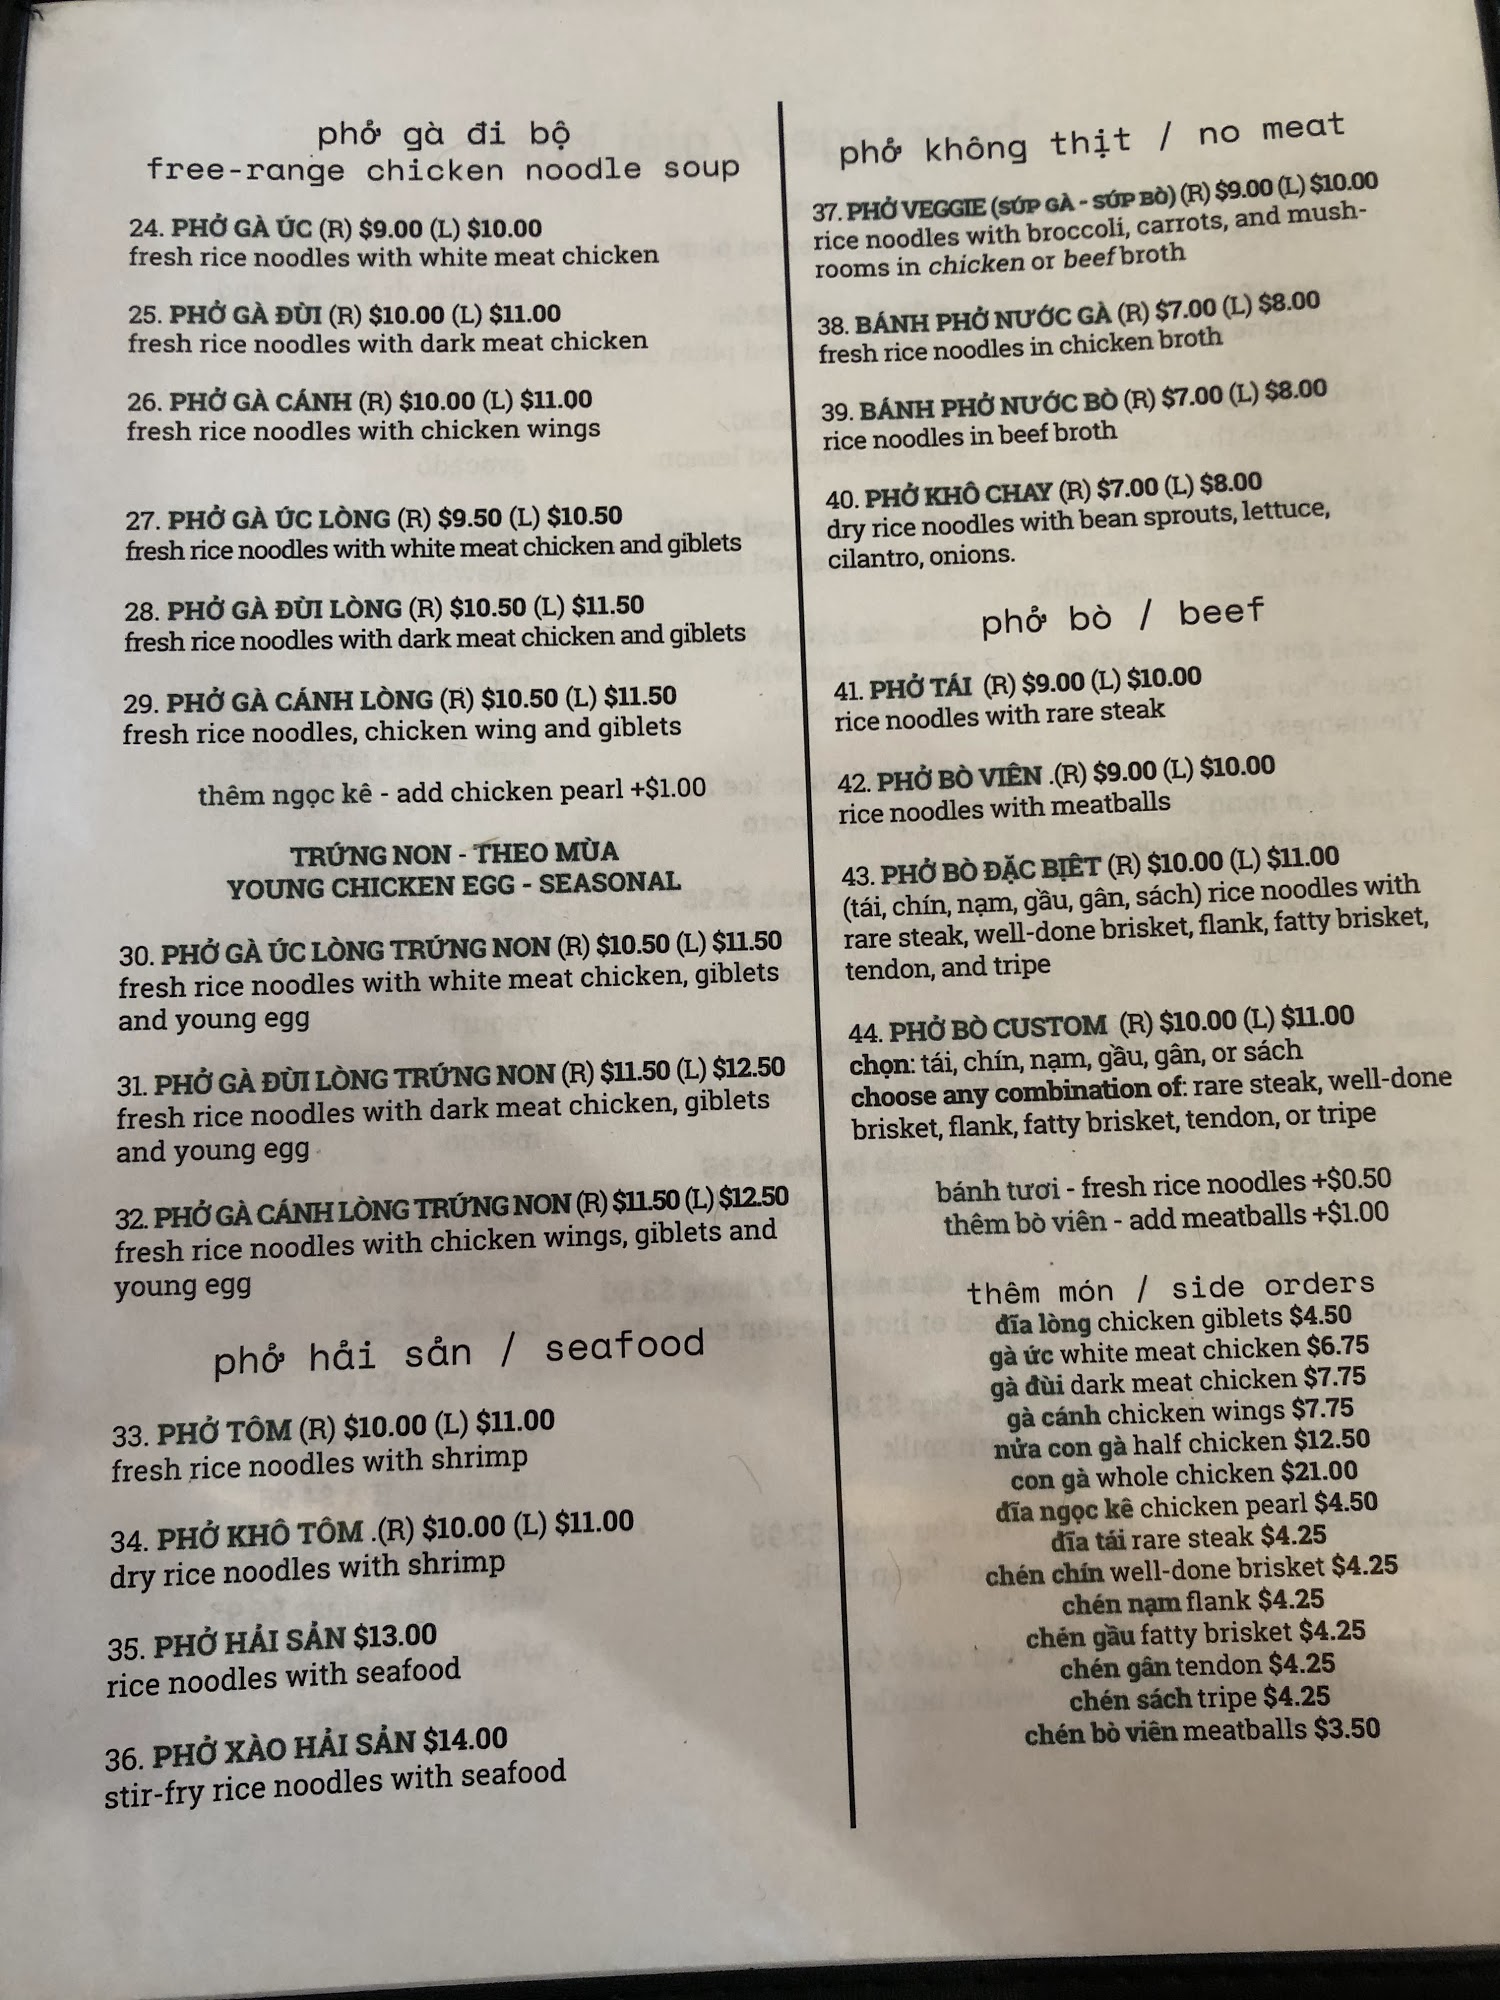 phở gà đi bộ
free-range chicken noodle soup
24. PHỞ GÀ ỨC (R) $9.00 (L) $10.00
fresh rice noodles with white meat chicken
25. PHỞ GÀ ĐÙI (R) $10.00 (L) $11.00
fresh rice noodles with dark meat chicken
26. PHỞ GÀ CÁNH (R) $10.00 (L) $11.00
fresh rice noodles with chicken wings
27. PHỞ GÀ ỨC LÒNG (R) $9.50 (L) $10.50
fresh rice noodles with white meat chicken and giblets
28. PHỞ GÀ ĐÙI LÒNG (R) $10.50 (L) $11.50
fresh rice noodles with dark meat chicken and giblets
29. PHỞ GÀ CÁNH LÒNG (R) $10.50 (L) $11.50
fresh rice noodles, chicken wing and giblets
thêm ngọc kê - add chicken pearl +$1.00
TRỨNG NON - THEO MÙA
YOUNG CHICKEN EGG - SEASONAL
30. PHỞ GÀ ỨC LÒNG TRỨNG NON (R) $10.50 (L) $11.50
fresh rice noodles with white meat chicken, giblets
and young egg
31. PHỞ GÀ ĐÙI LÒNG TRỨNG NON (R) $11.50 (L) $12.50
fresh rice noodles with dark meat chicken, giblets
and young egg
32. PHỞ GÀ CÁNH LÒNG TRỨNG NON (R) $11.50 (L) $12.50
fresh rice noodles with chicken wings, giblets and
young egg
phở hải sản / seafood
33. PHỞ TÔM (R) $10.00 (L) $11.00
fresh rice noodles with shrimp
34. PHỞ KHÔ TÔM .(R) $10.00 (L) $11.00
dry rice noodles with shrimp
35. PHỞ HẢI SẢN $13.00
rice noodles with seafood
36. PHỞ XÀO HẢI SẢN $14.00
stir-fry rice noodles with seafood
phở không thịt / no meat
37. PHỞ VEGGIE (SÚP GÀ - SÚP BÒ) (R) $9.00 (L) $10.00
rice noodles with broccoli, carrots, and mush-
rooms in chicken or beef broth
38. BÁNH PHỞ NƯỚC GÀ (R) $7.00 (L) $8.00
fresh rice noodles in chicken broth
39. BÁNH PHỞ NƯỚC BÒ (R) $7.00 (L) $8.00
rice noodles in beef broth
40. PHỞ KHÔ CHAY (R) $7.00 (L) $8.00
dry rice noodles with bean sprouts, lettuce,
cilantro, onions.
phở bò / beef
41. PHỞ TÁI (R) $9.00 (L) $10.00
rice noodles with rare steak
42. PHỞ BÒ VIÊN .(R) $9.00 (L) $10.00
rice noodles with meatballs
43. PHỞ BÒ ĐẶC BIỆT (R) $10.00 (L) $11.00
(tái, chín, nạm, gầu, gân, sách) rice noodles with
rare steak, well-done brisket, flank, fatty brisket,
tendon, and tripe
44. PHỞ BÒ CUSTOM (R) $10.00 (L) $11.00
chọn: tái, chín, nạm, gầu, gân, or sách
choose any combination of: rare steak, well-done
brisket, flank, fatty brisket, tendon, or tripe
bánh tươi - fresh rice noodles +$0.50
thêm bò viên - add meatballs +$1.00
thêm món / side orders
đĩa lòng chicken giblets $4.50
gà ức white meat chicken $6.75
gà đùi dark meat chicken $7.75
gà cánh chicken wings $7.75
nửa con gà half chicken $12.50
con gà whole chicken $21.00
đĩa ngọc kê chicken pearl $4.50
đĩa tái rare steak $4.25
chén chín well-done brisket $4.25
chén nạm flank $4.25
chén gầu fatty brisket $4.25
chén gân tendon $4.25
chén sách tripe $4.25
chén bò viên meatballs $3.50